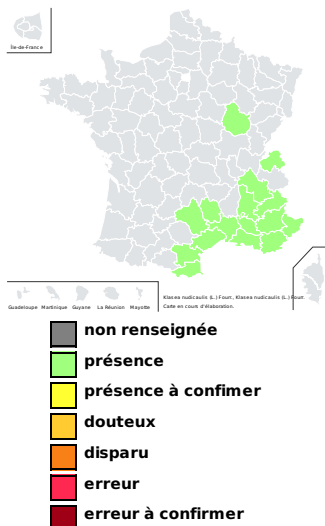 Île-de-France
Guadeloupe Martinique Guyane La Réunion Mayotte
Klasea nudicaulis (L.) Fourr., Klasea nudicaulis (L.) Fourr.
Carte en cours d'élaboration.
non renseignée
présence
présence à confimer
douteux
disparu
erreur
erreur à confirmer